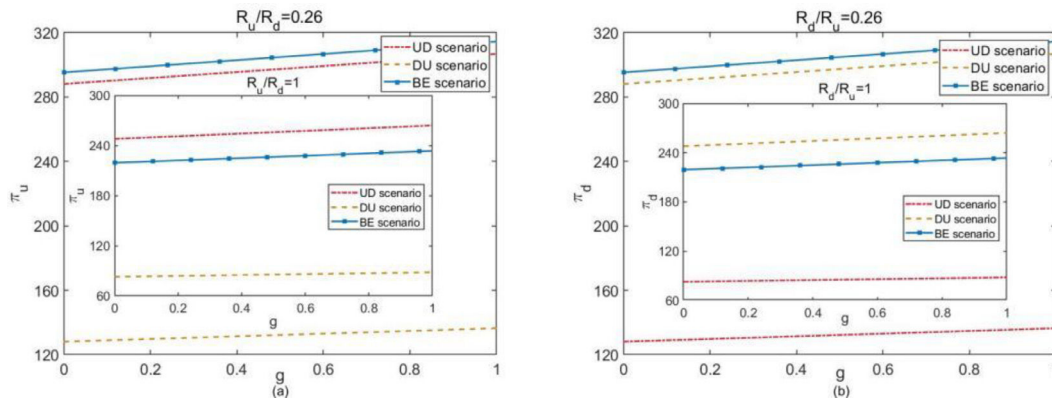 R_u/R_d=0.26
320
280
240
200
160
120
π_u
0
0.2
0.4
0.6
0.8
1
g
(a)
UD scenario
DU scenario
BE scenario
R_u/R_d=1
300
240
180
120
60
π_u
0
0.2
0.4
0.6
0.8
1
g
UD scenario
DU scenario
BE scenario
R_d/R_u=0.26
320
280
240
200
160
120
π_d
0
0.2
0.4
0.6
0.8
1
g
(b)
UD scenario
DU scenario
BE scenario
R_d/R_u=1
300
240
180
120
60
π_d
0
0.2
0.4
0.6
0.8
1
g
UD scenario
DU scenario
BE scenario